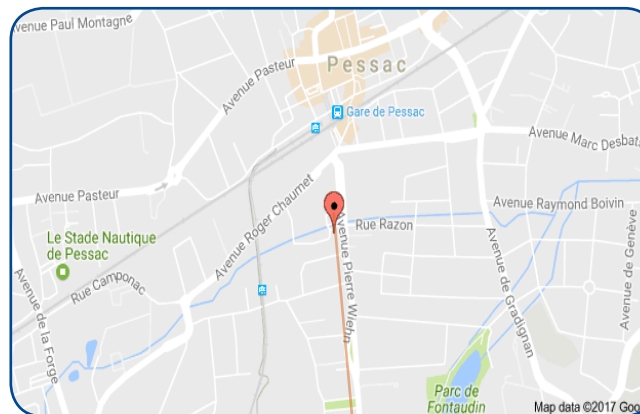 Avenue Paul Montagne
Avenue Pasteur
Pessac
Gare de Pessac
Avenue Marc Desbat
Avenue Pasteur
Avenue Roger Chaumet
Avenue Raymond Boivin
Rue Razon
Le Stade Nautique
de Pessac
Rue Camponac
Avenue Pierre Wiehn
Avenue de Gradignan
Avenue de Genève
Avenue de la Forge
Parc de
Fontaudin
Map data ©2017 Goo